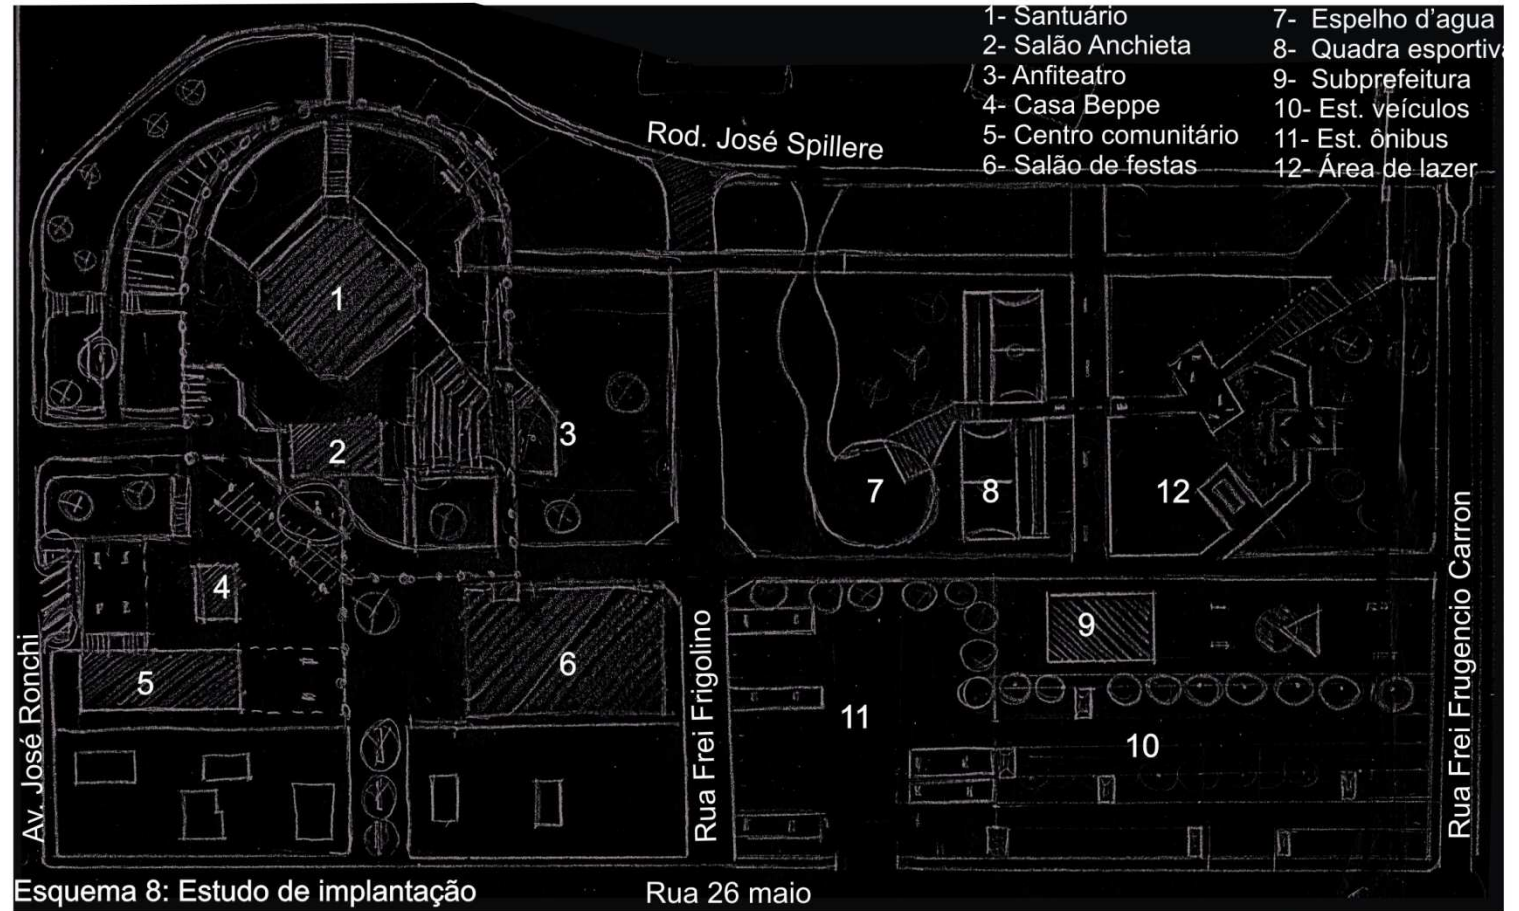 1- Santuário
2- Salão Anchieta
3- Anfiteatro
4- Casa Beppe
5- Centro comunitário
6- Salão de festas
7- Espelho d’agua
8- Quadra esportiva
9- Subprefeitura
10- Est. veículos
11- Est. ônibus
12- Área de lazer
Rod. José Spillere
1
2
3
7
8
12
4
5
6
9
11
10
Av. José Ronchi
Rua Frei Frigolino
Rua Frei Frugencio Carron
Esquema 8: Estudo de implantação
Rua 26 maio